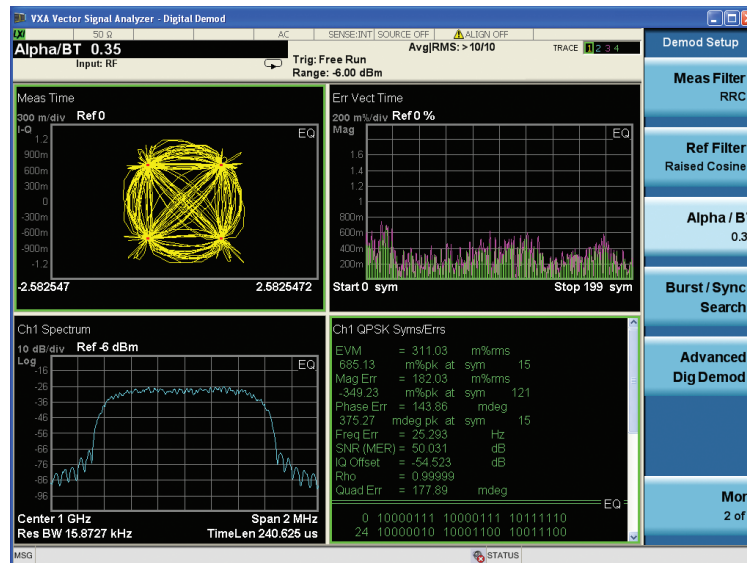 VXA Vector Signal Analyzer - Digital Demod
LXI 50 Ω AC SENSE:INT SOURCE OFF ALIGN OFF
Alpha/BT 0.35
Input: RF
Trig: Free Run
Range: -6.00 dBm
Avg|RMS: >10/10
TRACE 1 2 3 4
Meas Time
300 m/div Ref 0
I-Q
EQ
1.2
900m
600m
300m
0
-300m
-600m
-900m
-1.2
-2.582547 2.5825472
Err Vect Time
200 m%/div Ref 0 %
Mag
EQ
1.6
1.4
1.2
1
800m
600m
400m
200m
Start 0 sym Stop 199 sym
Ch1 Spectrum
10 dB/div Ref -6 dBm
Log
EQ
-16
-26
-36
-46
-56
-66
-76
-86
-96
Center 1 GHz Span 2 MHz
Res BW 15.8727 kHz TimeLen 240.625 us
Ch1 QPSK Syms/Errs
EVM = 311.03 m%rms
685.13 m%pk at sym 15
Mag Err = 182.03 m%rms
-349.23 m%pk at sym 121
Phase Err = 143.86 mdeg
375.27 mdeg pk at sym 15
Freq Err = 25.293 Hz
SNR (MER) = 50.031 dB
IQ Offset = -54.523 dB
Rho = 0.99999
Quad Err = 177.89 mdeg
EQ
0 10000111 10000111 10111110
24 10000010 10001100 10011100
Demod Setup
Meas Filter
RRC
Ref Filter
Raised Cosine
Alpha / B
0.3
Burst / Sync
Search
Advanced
Dig Demod
Mor
2 of
MSG STATUS